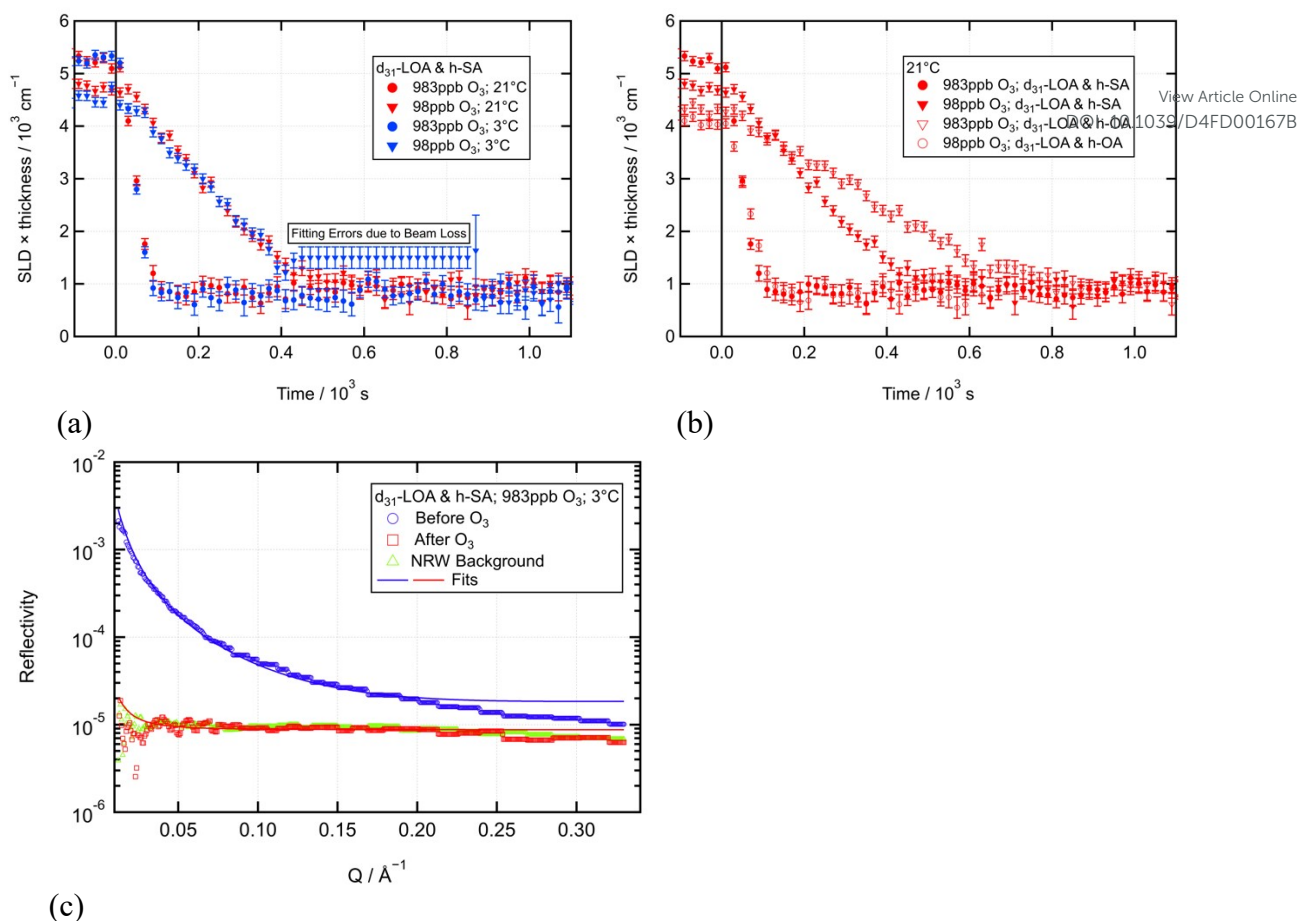 6
5
4
3
2
1
0
SLD × thickness / 10³ cm⁻¹
d₃₁-LOA & h-SA
983ppb O₃; 21°C
98ppb O₃; 21°C
983ppb O₃; 3°C
98ppb O₃; 3°C
Fitting Errors due to Beam Loss
0.0 0.2 0.4 0.6 0.8 1.0
Time / 10³ s
(a)
6
5
4
3
2
1
0
SLD × thickness / 10³ cm⁻¹
21°C
983ppb O₃; d₃₁-LOA & h-SA
98ppb O₃; d₃₁-LOA & h-SA
983ppb O₃; d₃₁-LOA & h-OA
98ppb O₃; d₃₁-LOA & h-OA
View Article Online
1039/D4FD00167B
0.0 0.2 0.4 0.6 0.8 1.0
Time / 10³ s
(b)
10⁻²
10⁻³
10⁻⁴
10⁻⁵
10⁻⁶
Reflectivity
d₃₁-LOA & h-SA; 983ppb O₃; 3°C
Before O₃
After O₃
NRW Background
Fits
0.05 0.10 0.15 0.20 0.25 0.30
Q / Å⁻¹
(c)